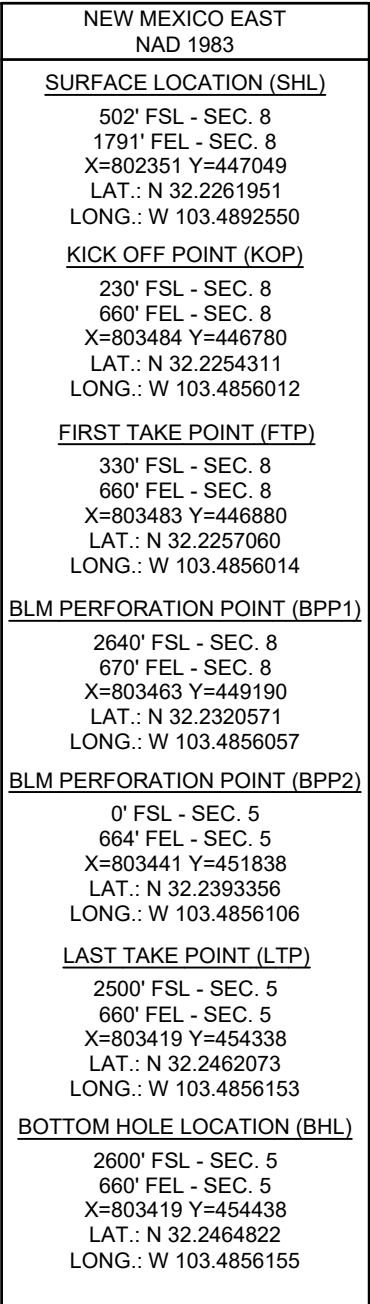 NEW MEXICO EAST
NAD 1983
SURFACE LOCATION (SHL)
502' FSL - SEC. 8
1791' FEL - SEC. 8
X=802351 Y=447049
LAT.: N 32.2261951
LONG.: W 103.4892550
KICK OFF POINT (KOP)
230' FSL - SEC. 8
660' FEL - SEC. 8
X=803484 Y=446780
LAT.: N 32.2254311
LONG.: W 103.4856012
FIRST TAKE POINT (FTP)
330' FSL - SEC. 8
660' FEL - SEC. 8
X=803483 Y=446880
LAT.: N 32.2257060
LONG.: W 103.4856014
BLM PERFORATION POINT (BPP1)
2640' FSL - SEC. 8
670' FEL - SEC. 8
X=803463 Y=449190
LAT.: N 32.2320571
LONG.: W 103.4856057
BLM PERFORATION POINT (BPP2)
0' FSL - SEC. 5
664' FEL - SEC. 5
X=803441 Y=451838
LAT.: N 32.2393356
LONG.: W 103.4856106
LAST TAKE POINT (LTP)
2500' FSL - SEC. 5
660' FEL - SEC. 5
X=803419 Y=454338
LAT.: N 32.2462073
LONG.: W 103.4856153
BOTTOM HOLE LOCATION (BHL)
2600' FSL - SEC. 5
660' FEL - SEC. 5
X=803419 Y=454438
LAT.: N 32.2464822
LONG.: W 103.4856155